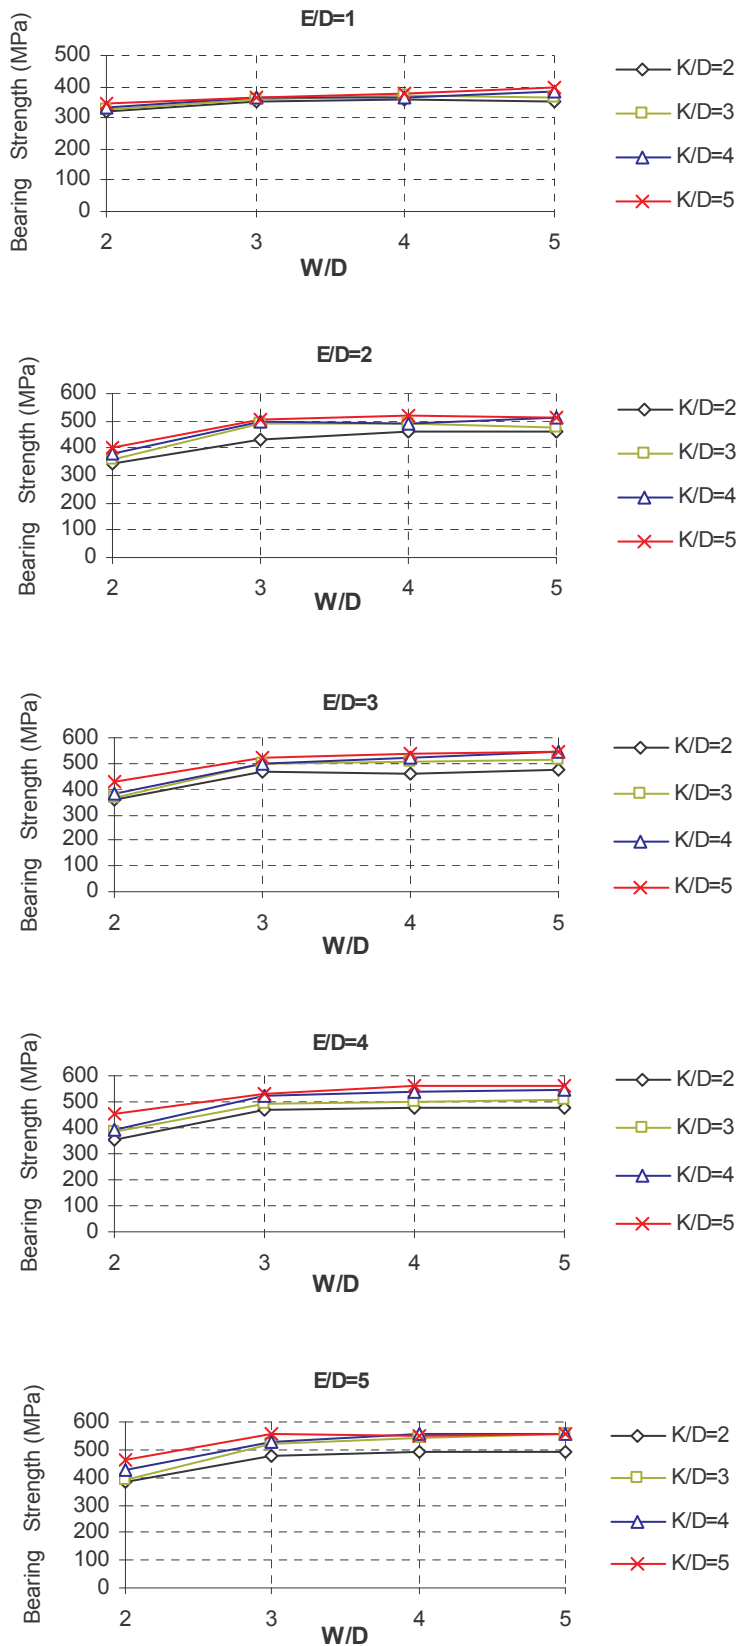 E/D=1
Bearing Strength (MPa)
500
400
300
200
100
0
2 3 4 5
W/D
K/D=2
K/D=3
K/D=4
K/D=5
E/D=2
Bearing Strength (MPa)
600
500
400
300
200
100
0
2 3 4 5
W/D
K/D=2
K/D=3
K/D=4
K/D=5
E/D=3
Bearing Strength (MPa)
600
500
400
300
200
100
0
2 3 4 5
W/D
K/D=2
K/D=3
K/D=4
K/D=5
E/D=4
Bearing Strength (MPa)
600
500
400
300
200
100
0
2 3 4 5
W/D
K/D=2
K/D=3
K/D=4
K/D=5
E/D=5
Bearing Strength (MPa)
600
500
400
300
200
100
0
2 3 4 5
W/D
K/D=2
K/D=3
K/D=4
K/D=5